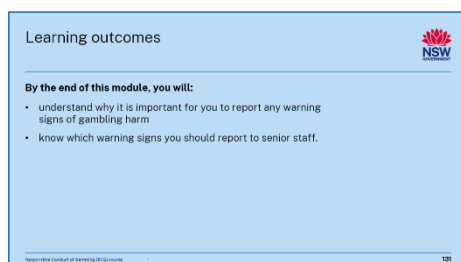 Learning outcomes
NSW
GOVERNMENT
By the end of this module, you will:
• understand why it is important for you to report any warning
signs of gambling harm
• know which warning signs you should report to senior staff.
Responsible Conduct of Gambling (RCG) course
131